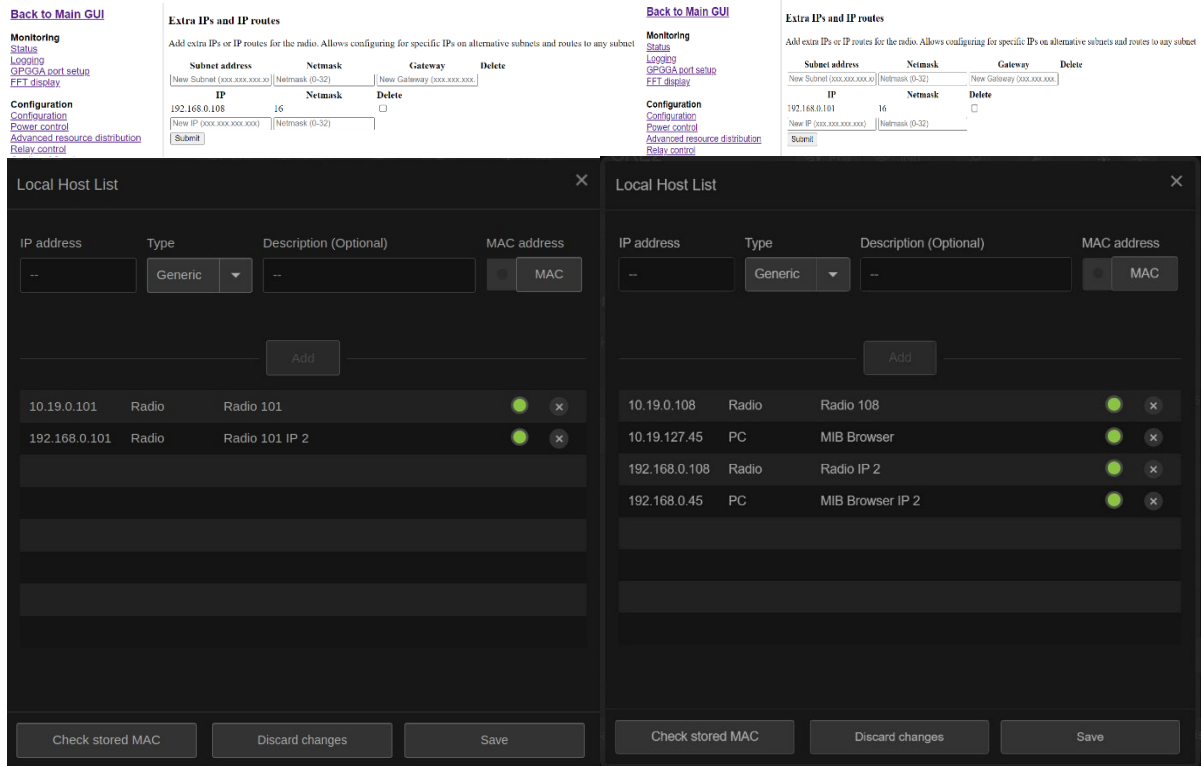 Back to Main GUI
Monitoring
Status
Logging
GPGGA port setup
FFT display
Configuration
Configuration
Power control
Advanced resource distribution
Relay control
Extra IPs and IP routes
Add extra IPs or IP routes for the radio. Allows configuring for specific IPs on alternative subnets and routes to any subnet
Subnet address Netmask Gateway Delete
New Subnet (xxx.xxx.xxx.xx Netmask (0-32) New Gateway (xxx.xxx.xxx.
IP Netmask Delete
192.168.0.108 16
New IP (xxx.xxx.xxx.xxx) Netmask (0-32)
Submit
Back to Main GUI
Monitoring
Status
Logging
GPGGA port setup
FFT display
Configuration
Configuration
Power control
Advanced resource distribution
Relay control
Extra IPs and IP routes
Add extra IPs or IP routes for the radio. Allows configuring for specific IPs on alternative subnets and routes to any subnet
Subnet address Netmask Gateway Delete
New Subnet (xxx.xxx.xxx.xx Netmask (0-32) New Gateway (xxx.xxx.xxx.
IP Netmask Delete
192.168.0.101 16
New IP (xxx.xxx.xxx.xxx) Netmask (0-32)
Submit
Local Host List
IP address Type Description (Optional) MAC address
-- Generic -- MAC
Add
10.19.0.101 Radio Radio 101
192.168.0.101 Radio Radio 101 IP 2
Check stored MAC Discard changes Save
Local Host List
IP address Type Description (Optional) MAC address
-- Generic -- MAC
Add
10.19.0.108 Radio Radio 108
10.19.127.45 PC MIB Browser
192.168.0.108 Radio Radio IP 2
192.168.0.45 PC MIB Browser IP 2
Check stored MAC Discard changes Save